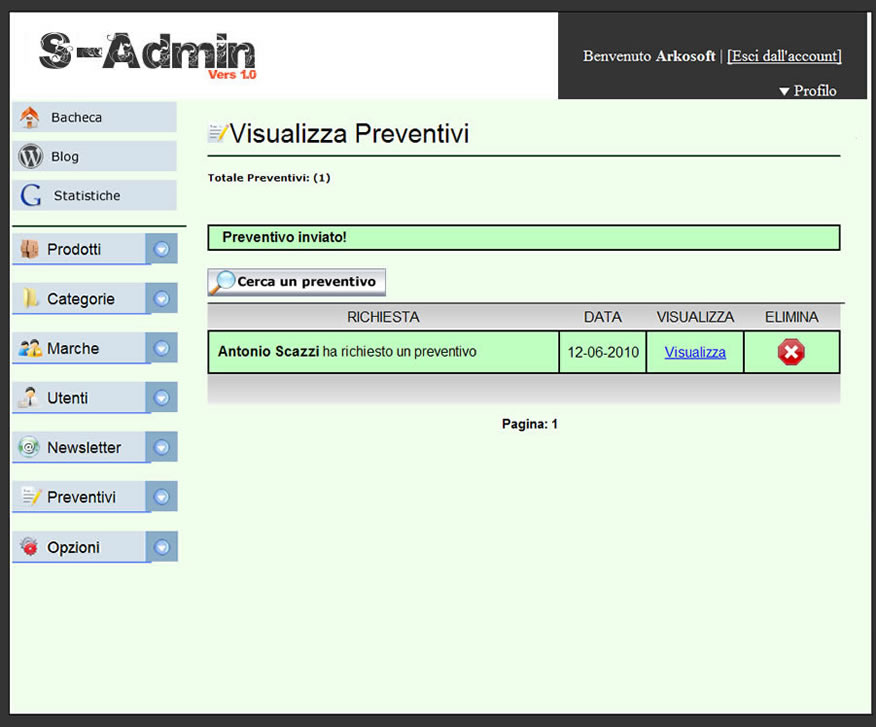 S-Admin
Vers 1.0
Benvenuto Arkosoft | [Esci dall'account]
Profilo
Bacheca
Blog
Statistiche
Prodotti
Categorie
Marche
Utenti
Newsletter
Preventivi
Opzioni
Visualizza Preventivi
Totale Preventivi: (1)
Preventivo inviato!
Cerca un preventivo
RICHIESTA DATA VISUALIZZA ELIMINA
Antonio Scazzi ha richiesto un preventivo 12-06-2010 Visualizza
Pagina: 1